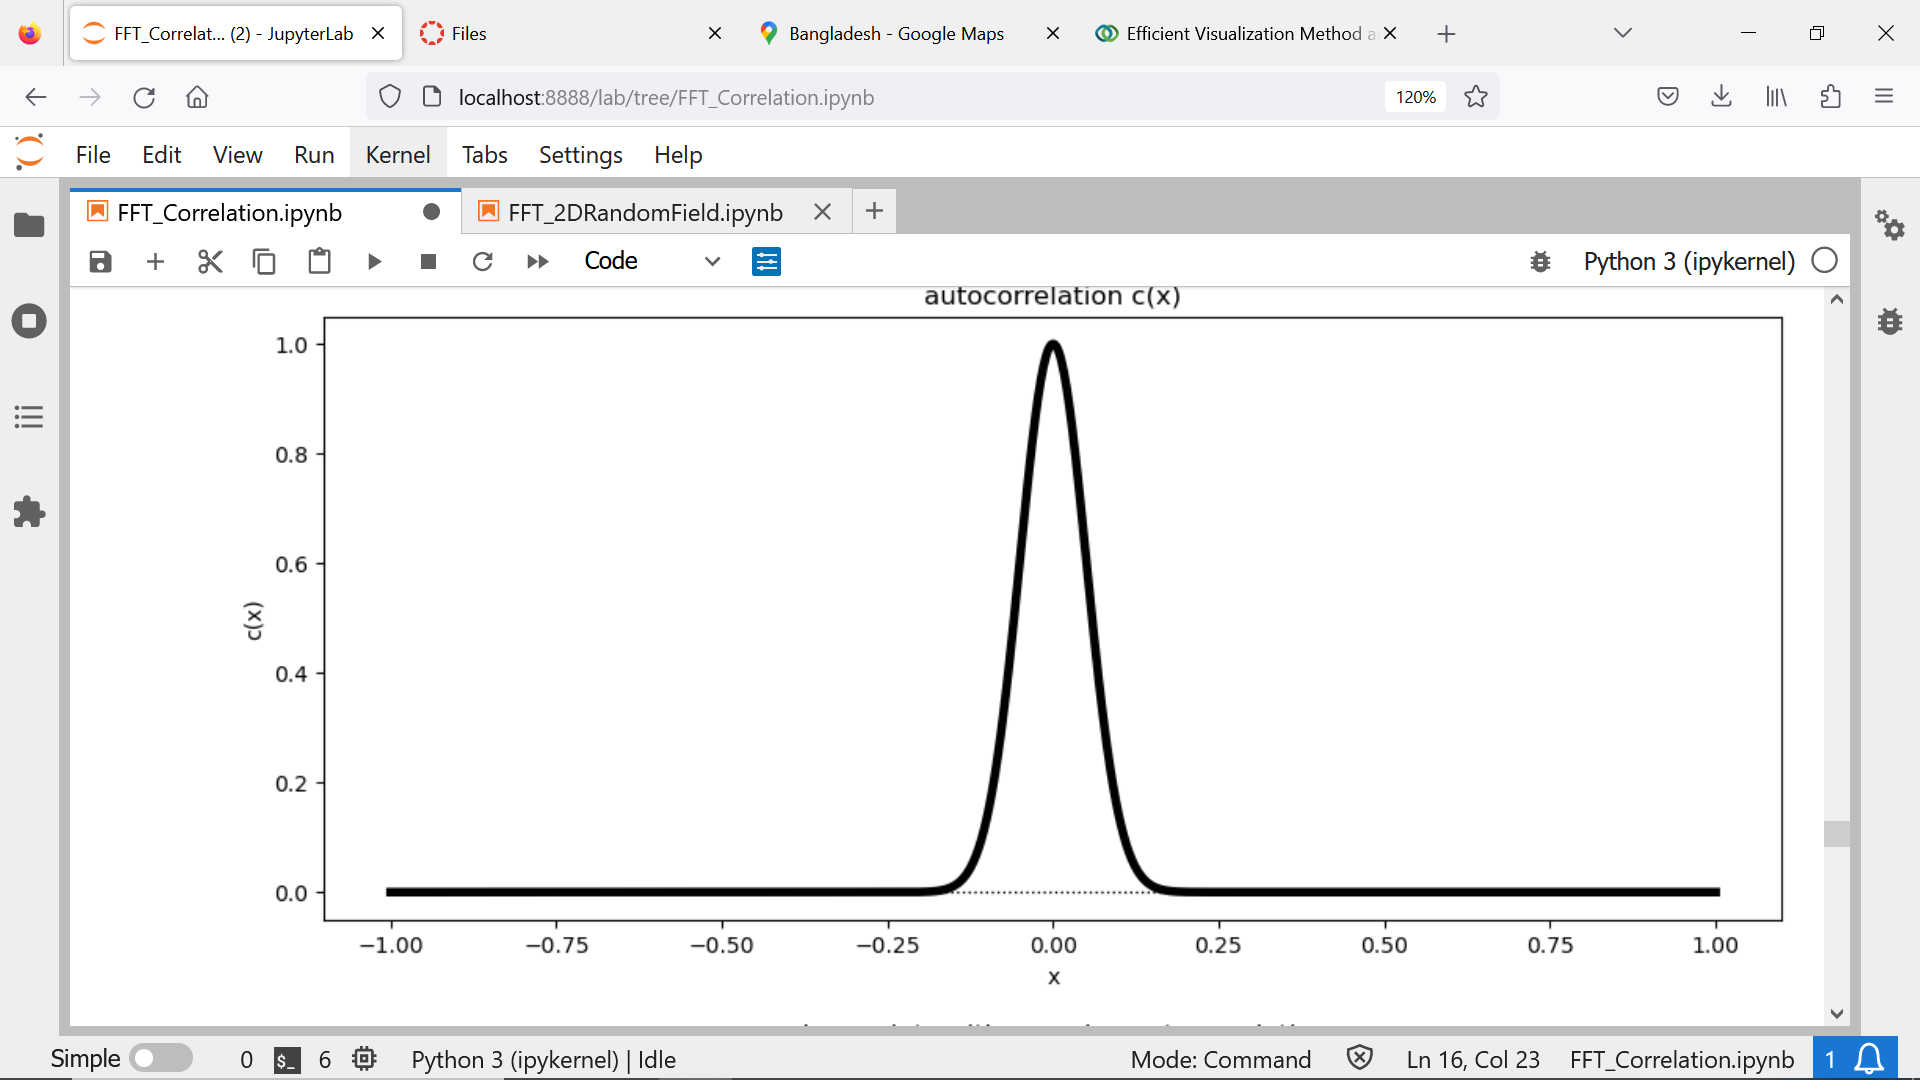 FFT_Correlat... (2) - JupyterLab
Files
Bangladesh - Google Maps
Efficient Visualization Method a
localhost:8888/lab/tree/FFT_Correlation.ipynb
120%
File Edit View Run Kernel Tabs Settings Help
FFT_Correlation.ipynb
FFT_2DRandomField.ipynb
Code
Python 3 (ipykernel)
autocorrelation c(x)
1.0
0.8
0.6
c(x)
0.4
0.2
0.0
−1.00 −0.75 −0.50 −0.25 0.00 0.25 0.50 0.75 1.00
x
Simple 0 $_ 6 Python 3 (ipykernel) | Idle Mode: Command Ln 16, Col 23 FFT_Correlation.ipynb 1